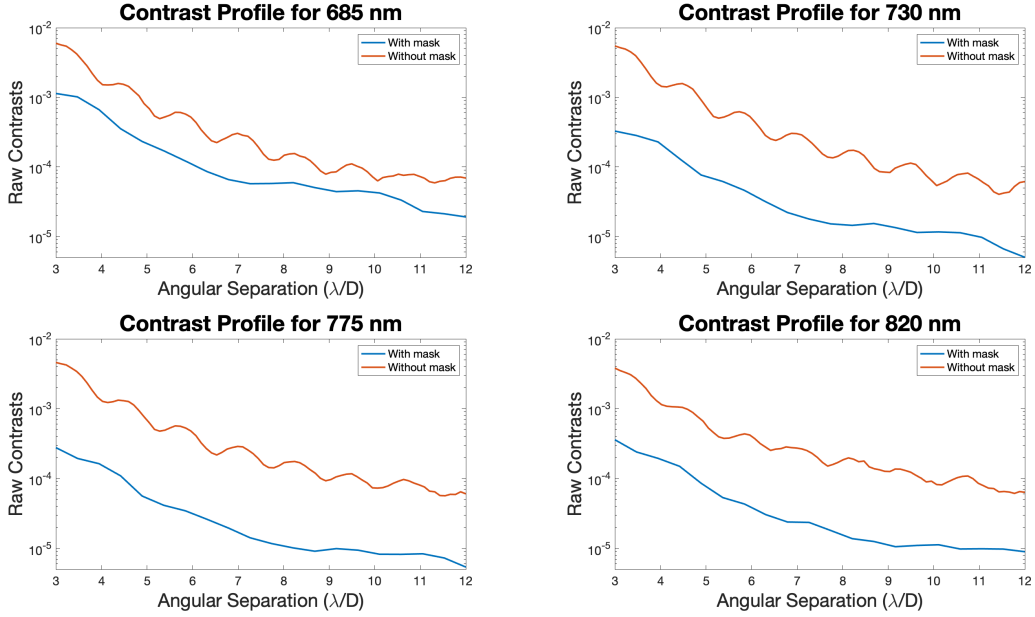 Contrast Profile for 685 nm
Raw Contrasts
10^-2
10^-3
10^-4
10^-5
With mask
Without mask
3 4 5 6 7 8 9 10 11 12
Angular Separation (λ/D)
Contrast Profile for 730 nm
Raw Contrasts
10^-2
10^-3
10^-4
10^-5
With mask
Without mask
3 4 5 6 7 8 9 10 11 12
Angular Separation (λ/D)
Contrast Profile for 775 nm
Raw Contrasts
10^-2
10^-3
10^-4
10^-5
With mask
Without mask
3 4 5 6 7 8 9 10 11 12
Angular Separation (λ/D)
Contrast Profile for 820 nm
Raw Contrasts
10^-2
10^-3
10^-4
10^-5
With mask
Without mask
3 4 5 6 7 8 9 10 11 12
Angular Separation (λ/D)